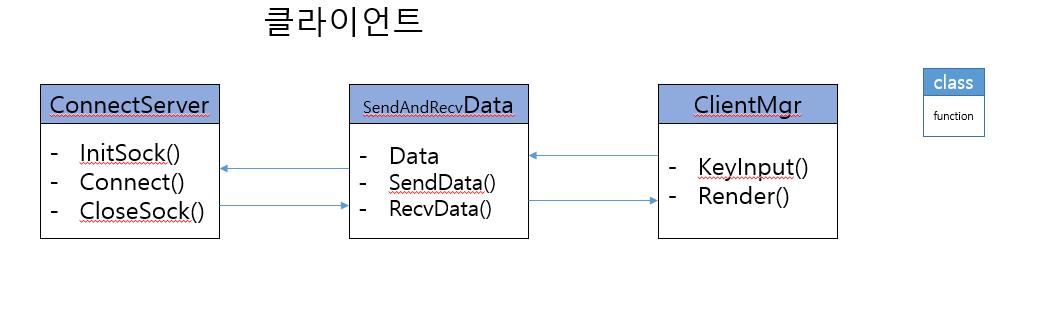 클라이언트
ConnectServer
- InitSock()
- Connect()
- CloseSock()
SendAndRecvData
- Data
- SendData()
- RecvData()
ClientMgr
- KeyInput()
- Render()
class
function